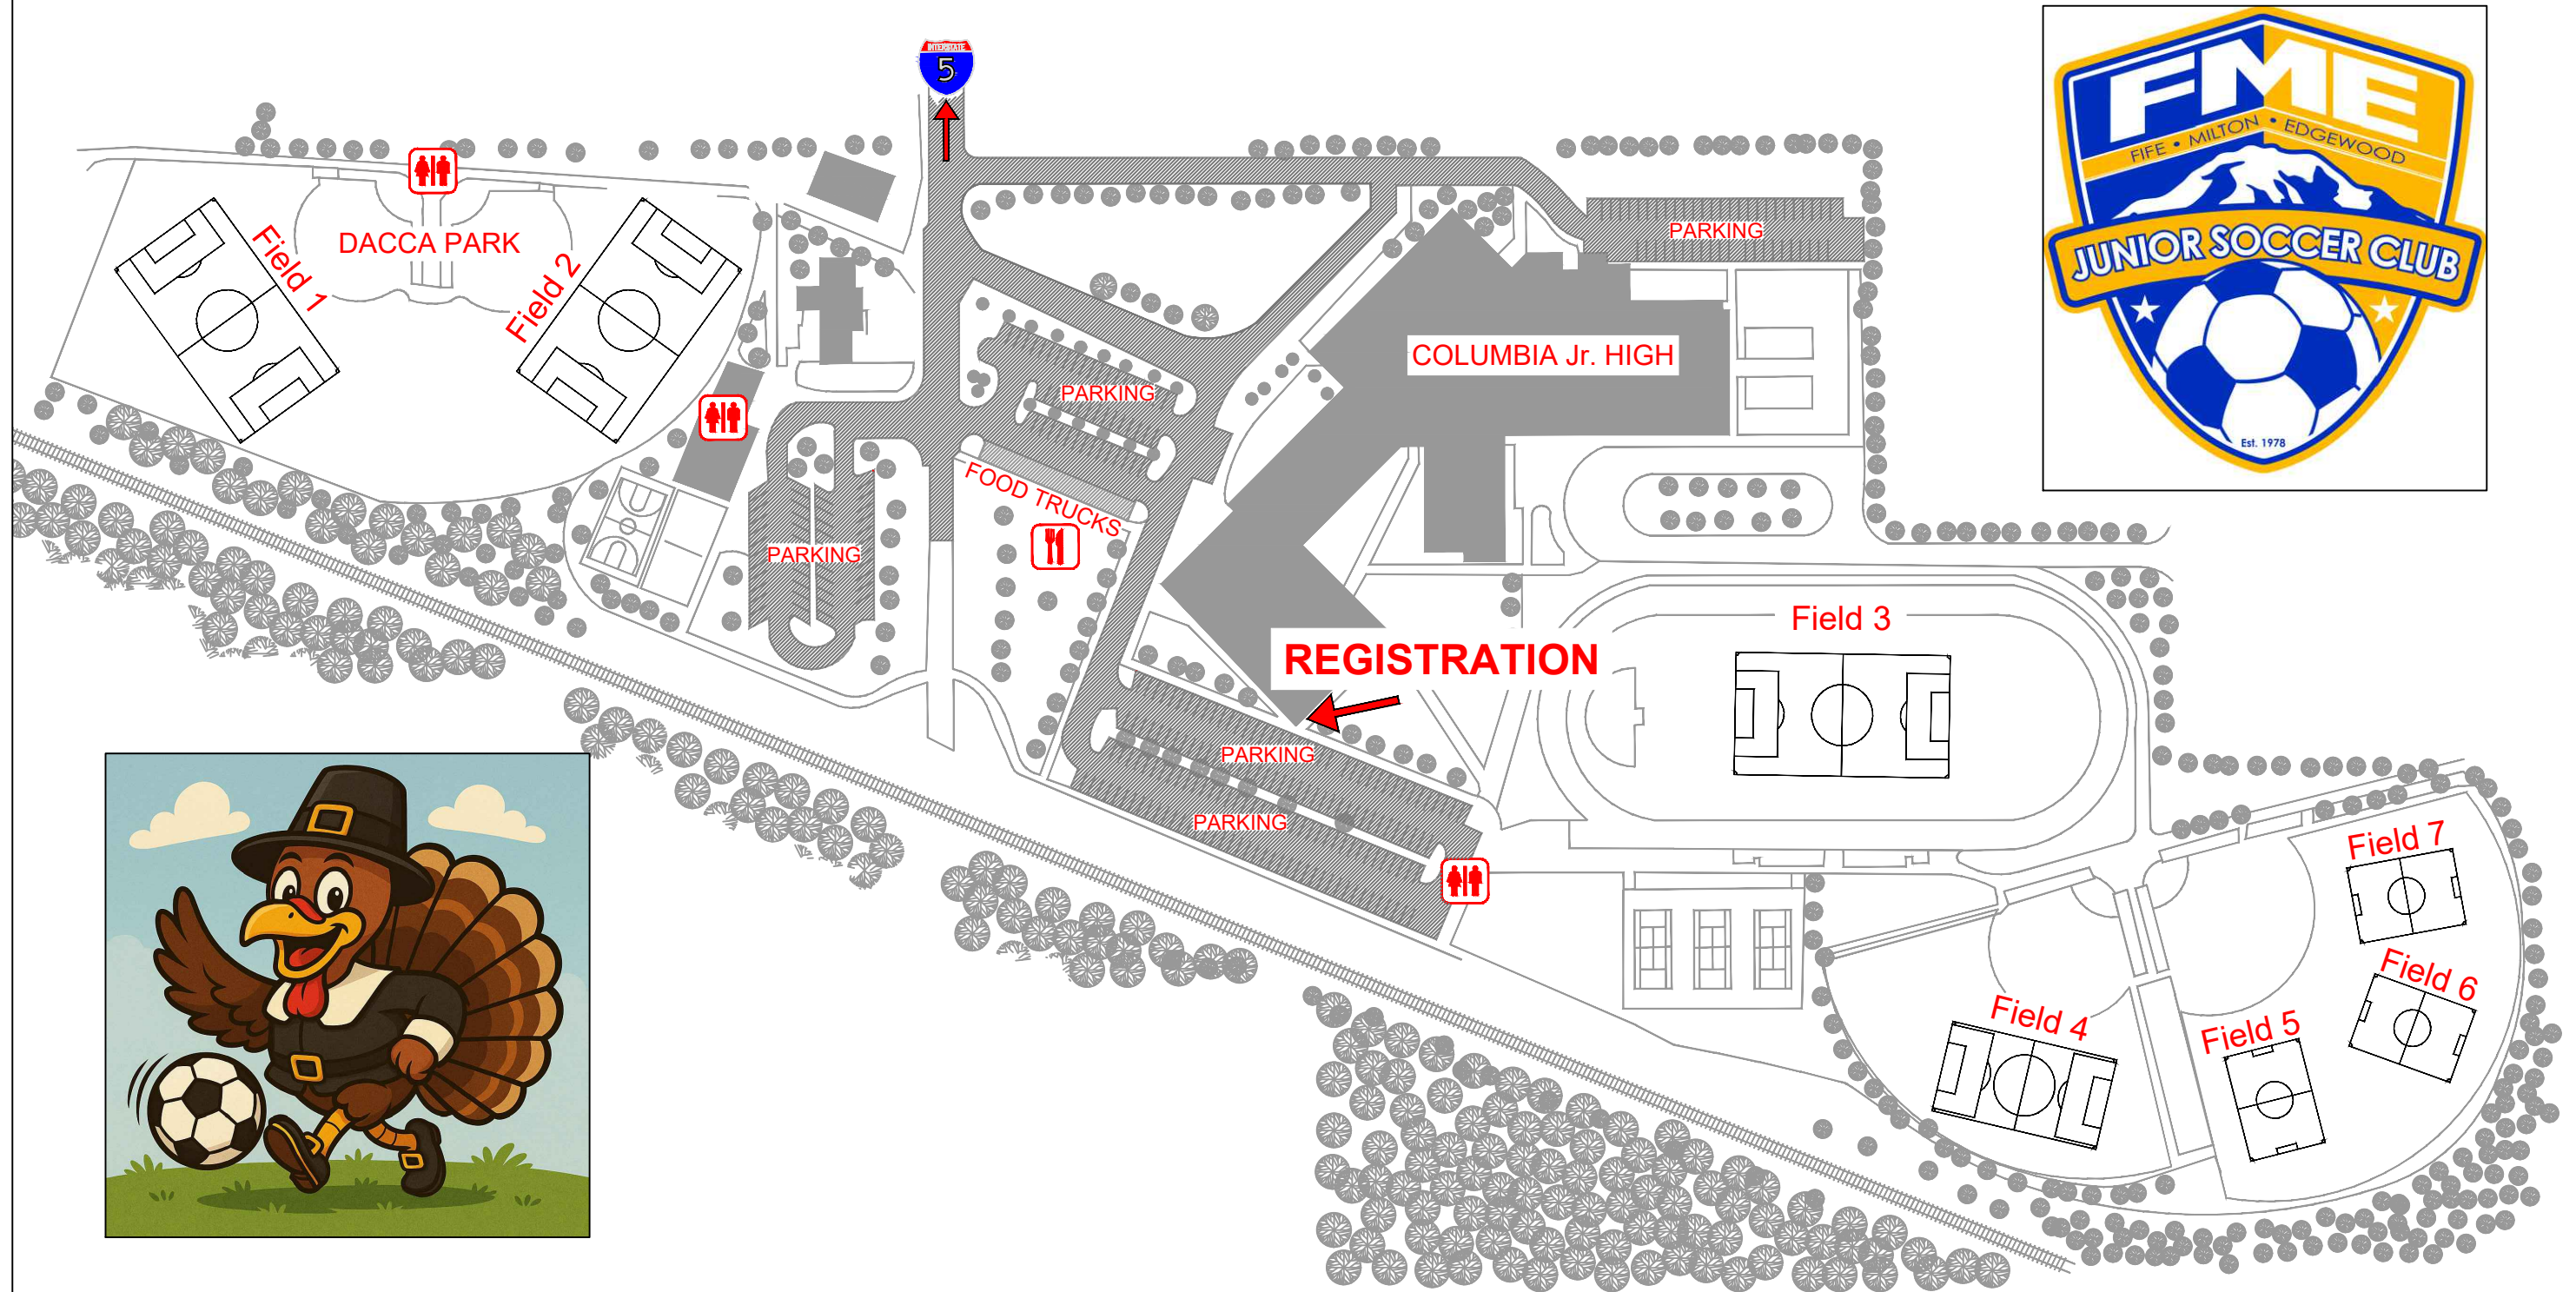 INTERSTATE
5
FME
FIFE • MILTON • EDGEWOOD
JUNIOR SOCCER CLUB
Est. 1978
DACCA PARK
Field 1
Field 2
PARKING
COLUMBIA Jr. HIGH
PARKING
FOOD TRUCKS
PARKING
Field 3
REGISTRATION
PARKING
PARKING
Field 7
Field 6
Field 5
Field 4